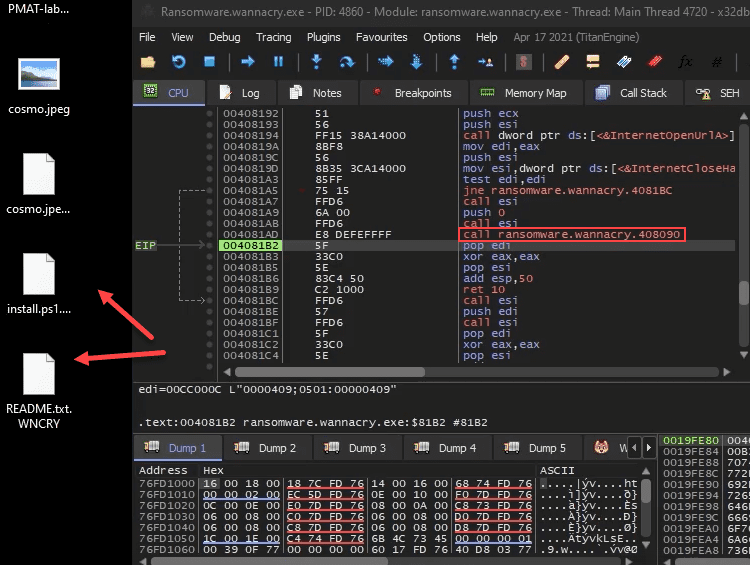 PMAT-lab...
cosmo.jpeg
cosmo.jpe...
install.ps1....
README.txt.
WNCRY
Ransomware.wannacry.exe - PID: 4860 - Module: ransomware.wannacry.exe - Thread: Main Thread 4720 - x32db
File View Debug Tracing Plugins Favourites Options Help Apr 17 2021 (TitanEngine)
CPU Log Notes Breakpoints Memory Map Call Stack SEH
00408192 51 push ecx
00408193 56 push esi
00408194 FF15 38A14000 call dword ptr ds:[<&InternetOpenUrlA>]
0040819A 8BF8 mov edi,eax
0040819C 56 push esi
0040819D 8B35 3CA14000 mov esi,dword ptr ds:[<&InternetCloseHa
004081A3 85FF test edi,edi
004081A5 75 15 jne ransomware.wannacry.4081BC
004081A7 FFD6 call esi
004081A9 6A 00 push 0
004081AB FFD6 call esi
004081AD E8 DEFEFFFF call ransomware.wannacry.408090
EIP 004081B2 5F pop edi
004081B3 33C0 xor eax,eax
004081B5 5E pop esi
004081B6 83C4 50 add esp,50
004081B9 C2 1000 ret 10
004081BC FFD6 call esi
004081BE 57 push edi
004081BF FFD6 call esi
004081C1 5F pop edi
004081C2 33C0 xor eax,eax
004081C4 5E pop esi
edi=00CC000C L"0000409;0501:00000409"
.text:004081B2 ransomware.wannacry.exe:$81B2 #81B2
Dump 1 Dump 2 Dump 3 Dump 4 Dump 5 W
Address Hex ASCII
76FD1000 16 00 18 00 18 7C FD 76 14 00 16 00 68 74 FD 76 .....|ýv....ht
76FD1010 00 00 02 00 EC 5D FD 76 0E 00 10 00 F0 7D FD 76 ....ì]ýv....ð}
76FD1020 0C 00 0E 00 E0 7D FD 76 08 00 0A 00 C8 73 FD 76 ....à}ýv....Ès
76FD1030 06 00 08 00 C0 7D FD 76 06 00 08 00 D0 7D FD 76 ....À}ýv....Ð}
76FD1040 06 00 08 00 C8 7D FD 76 06 00 08 00 D8 7D FD 76 ....È}ýv....Ø}
76FD1050 1C 00 1E 00 C4 74 FD 76 6B 4C 73 45 00 00 00 01 ....ÄtývkLsE..
76FD1060 00 39 0F 77 00 00 00 00 60 17 FD 76 40 D8 03 77 .9.w....`.ýv@Ø
0019FE80
0019FE84
0019FE88
0019FE8C
0019FE90
0019FE94
0019FE98
0019FE9C
0019FEA0
0019FEA4
0019FEA8